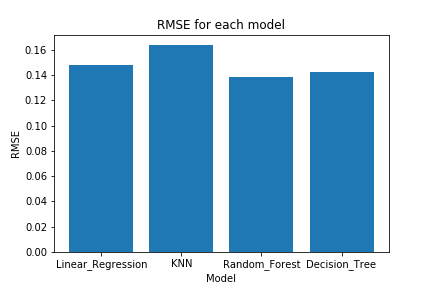 RMSE for each model
0.16
0.14
0.12
0.10
0.08
0.06
0.04
0.02
0.00
RMSE
Linear_Regression KNN Random_Forest Decision_Tree
Model